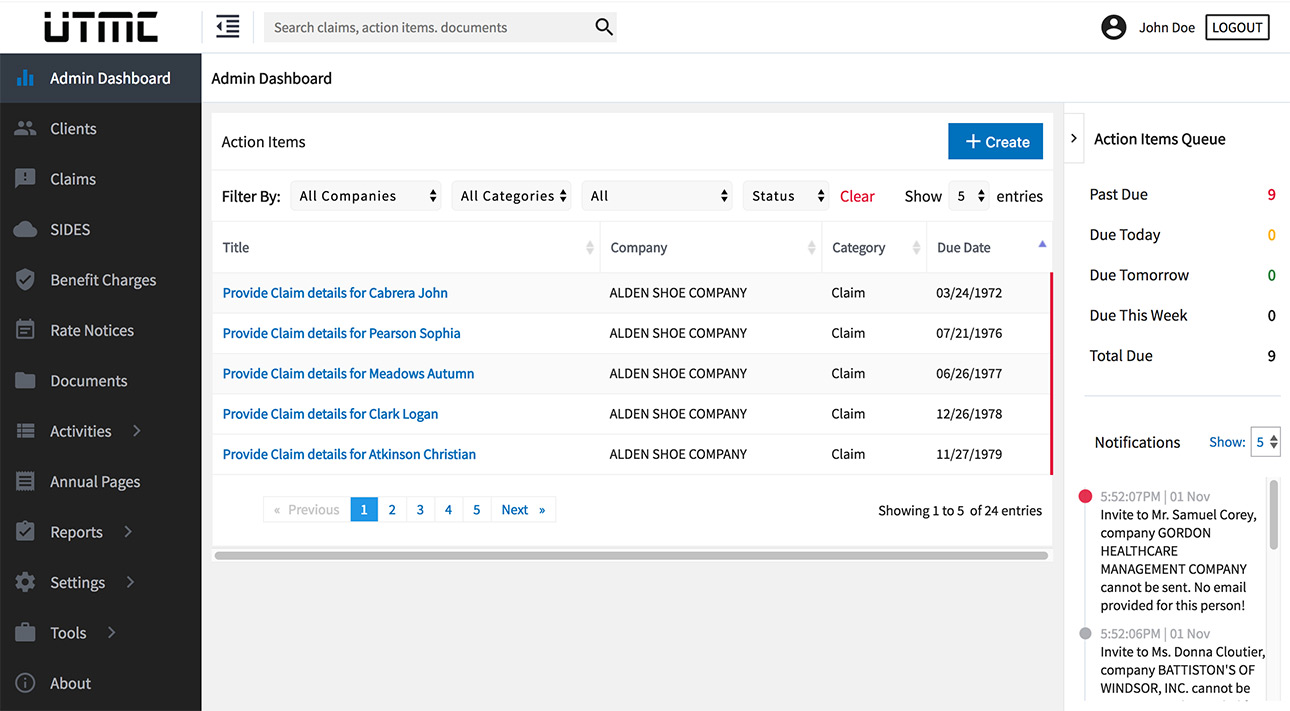 UTMC
Search claims, action items. documents
John Doe
LOGOUT
Admin Dashboard
Clients
Claims
SIDES
Benefit Charges
Rate Notices
Documents
Activities
Annual Pages
Reports
Settings
Tools
About
Admin Dashboard
Action Items
+ Create
Filter By: All Companies All Categories All Status Clear Show 5 entries
Title Company Category Due Date
Provide Claim details for Cabrera John ALDEN SHOE COMPANY Claim 03/24/1972
Provide Claim details for Pearson Sophia ALDEN SHOE COMPANY Claim 07/21/1976
Provide Claim details for Meadows Autumn ALDEN SHOE COMPANY Claim 06/26/1977
Provide Claim details for Clark Logan ALDEN SHOE COMPANY Claim 12/26/1978
Provide Claim details for Atkinson Christian ALDEN SHOE COMPANY Claim 11/27/1979
« Previous 1 2 3 4 5 Next »
Showing 1 to 5 of 24 entries
Action Items Queue
Past Due 9
Due Today 0
Due Tomorrow 0
Due This Week 0
Total Due 9
Notifications Show: 5
5:52:07PM | 01 Nov
Invite to Mr. Samuel Corey,
company GORDON
HEALTHCARE
MANAGEMENT COMPANY
cannot be sent. No email
provided for this person!
5:52:06PM | 01 Nov
Invite to Ms. Donna Cloutier,
company BATTISTON'S OF
WINDSOR, INC. cannot be